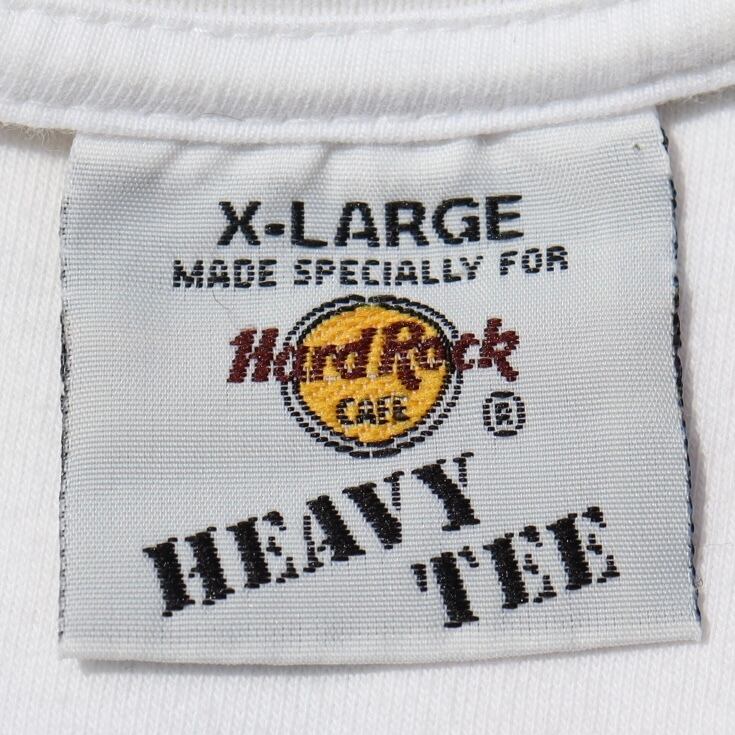 X-LARGE
MADE SPECIALLY FOR
Hard Rock
CAFE
®
HEAVY
TEE